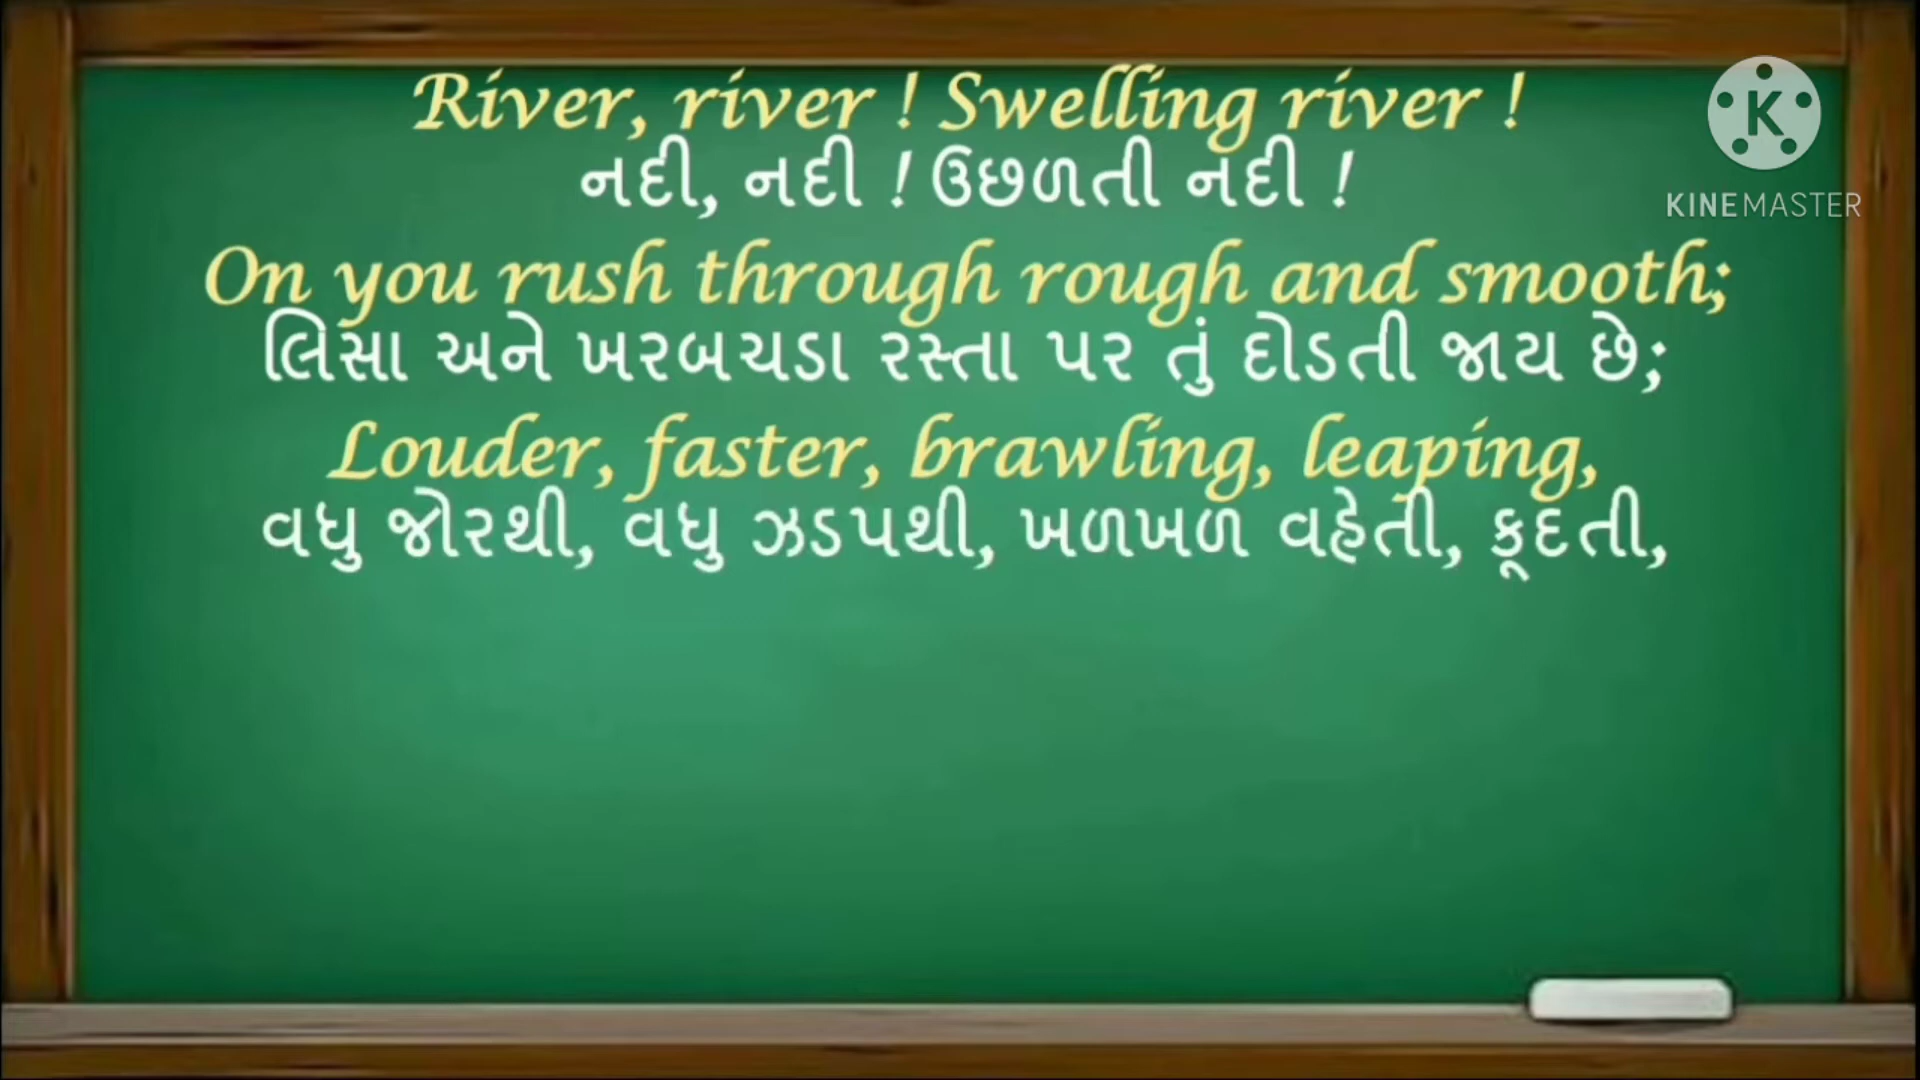 River, river ! Swelling river !
નદી, નદી ! ઉછળતી નદી !
On you rush through rough and smooth;
લિસા અને ખરબચડા રસ્તા પર તું દોડતી જાય છે;
Louder, faster, brawling, leaping,
વધુ જોરથી, વધુ ઝડપથી, ખળખળ વહેતી, કૂદતી,
K
KINEMASTER